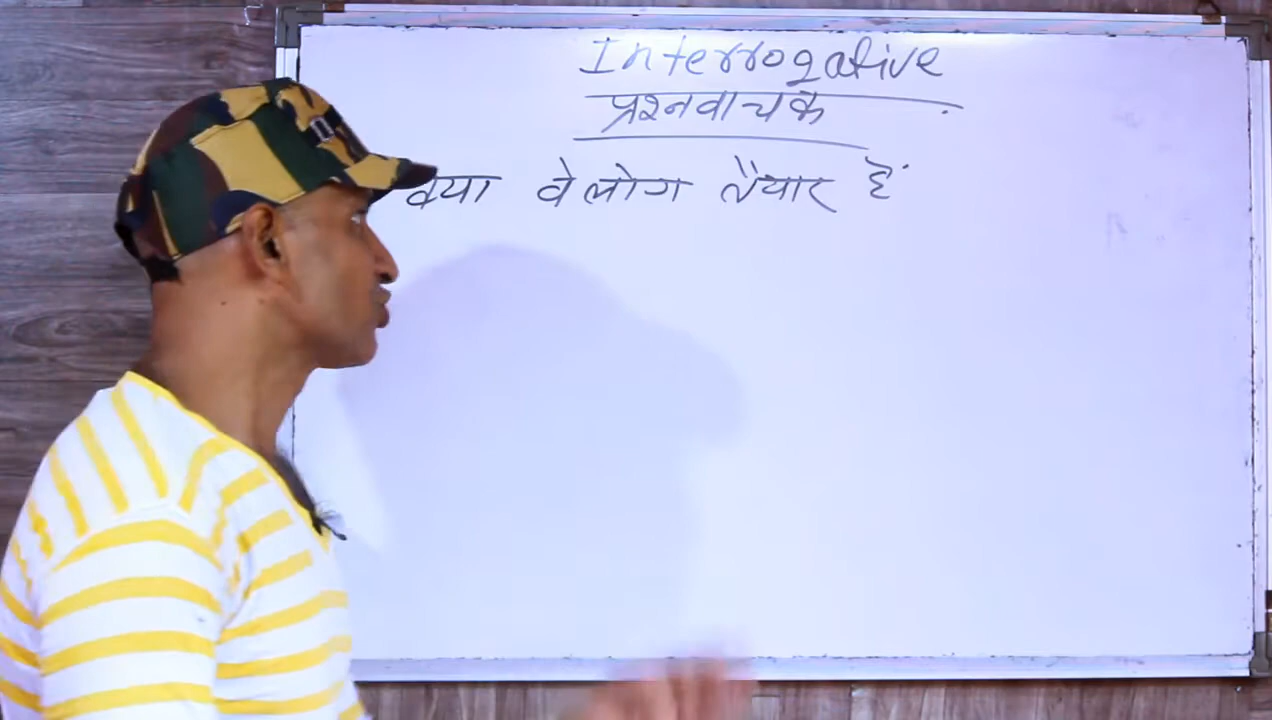 Interrogative
प्रश्नवाचक
क्या वे लोग तैयार हैं